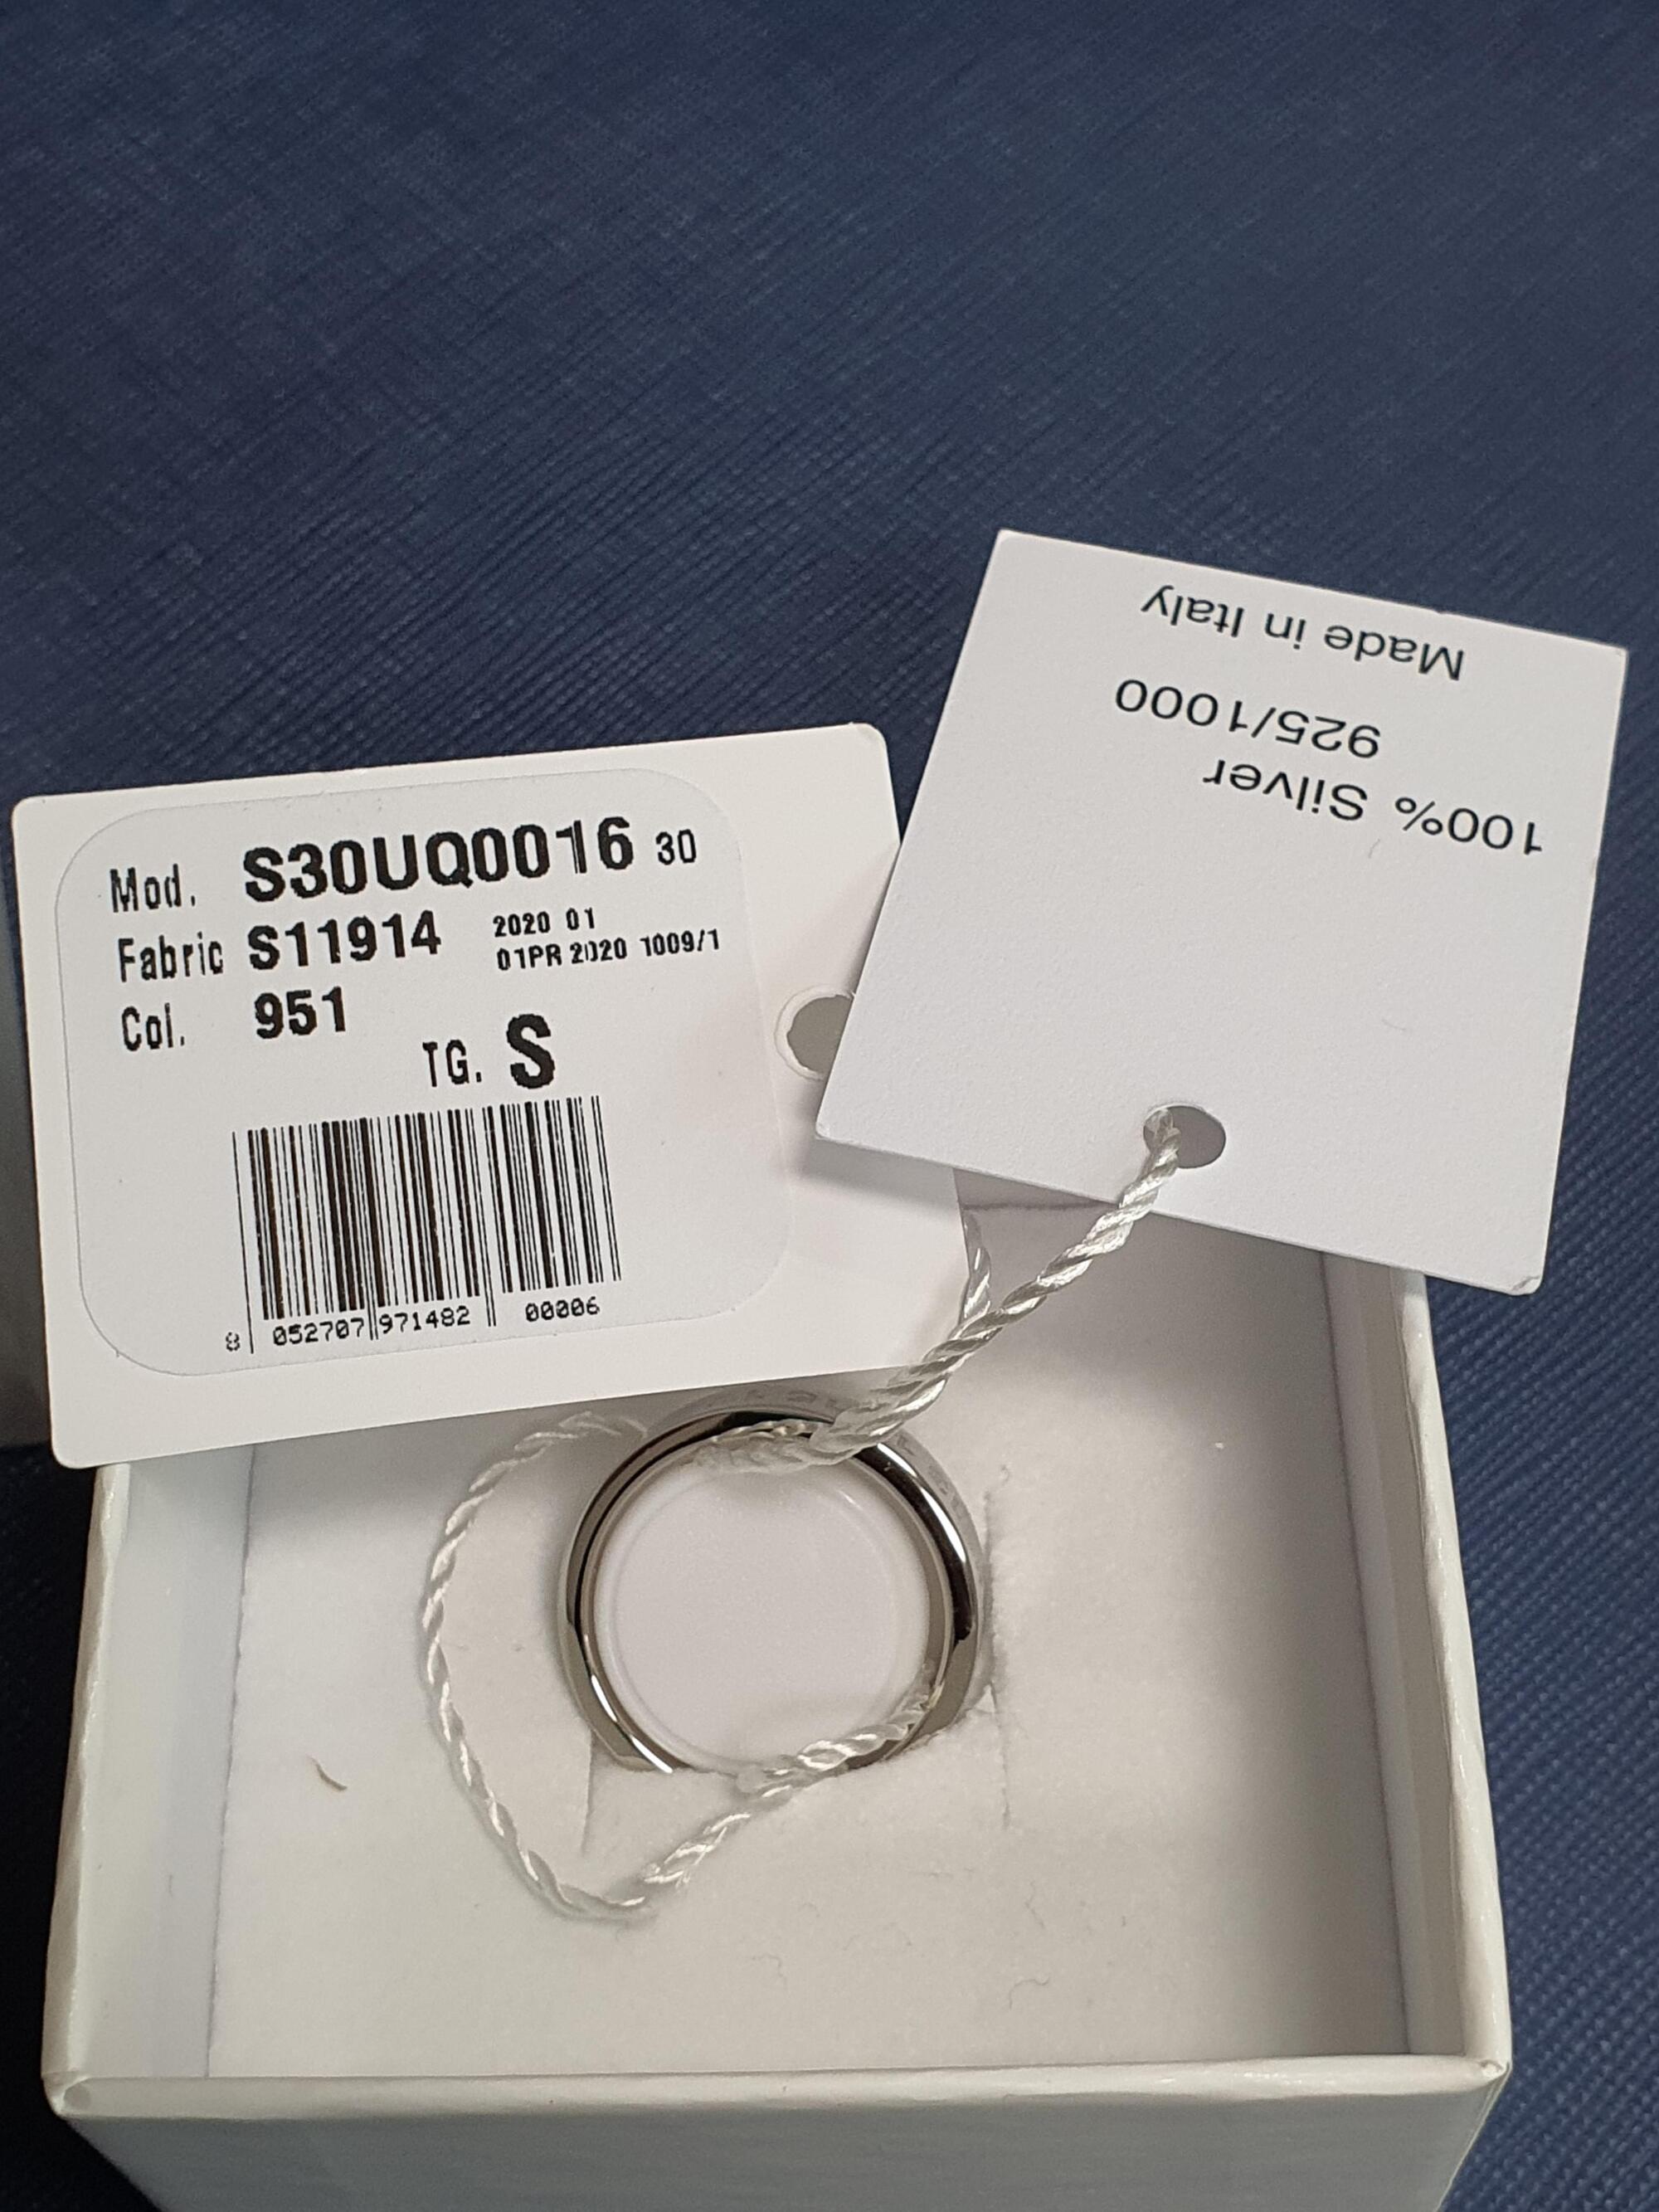 Mod. S30UQ0016 30
Fabric S11914 2020 01
01PR 2020 1009/1
Col. 951
TG. S
8 052707 971482 00006
100% Silver
925/1000
Made in Italy